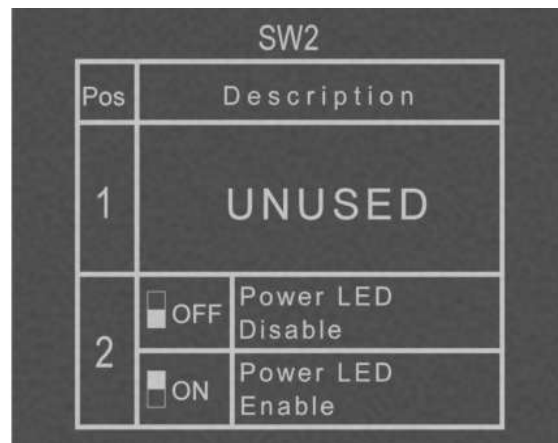 SW2
Pos Description
1 UNUSED
2
OFF Power LED
Disable
ON Power LED
Enable